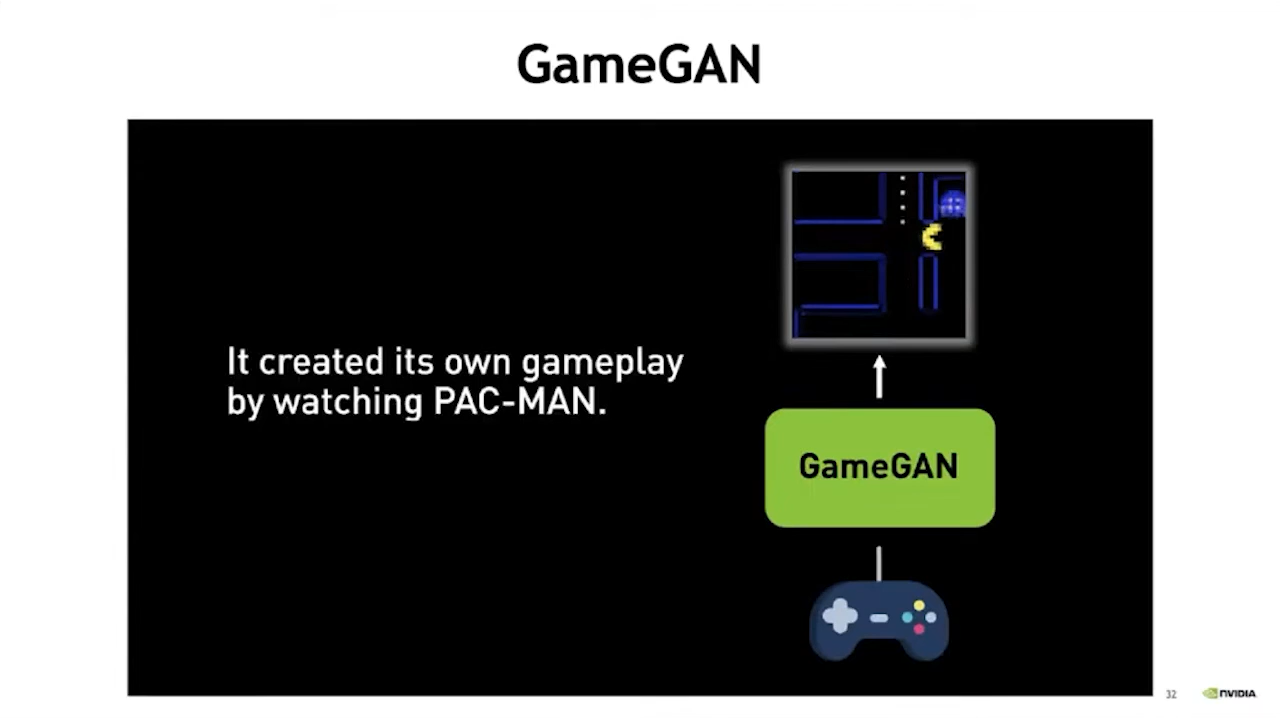 GameGAN
It created its own gameplay
by watching PAC-MAN.
GameGAN
32
NVIDIA